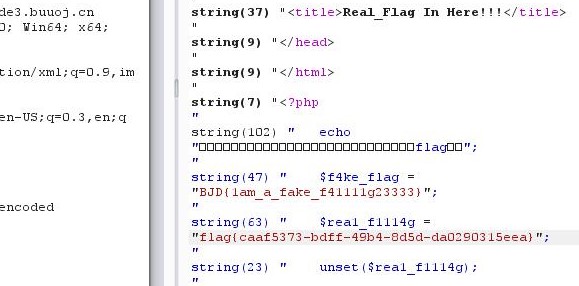 de3.buuoj.cn
0; Win64; x64;
tion/xml;q=0.9,im
en-US;q=0.3,en;q
encoded
string(37) "<title>Real_Flag In Here!!!</title>
"
string(9) "</head>
"
string(9) "</html>
"
string(7) "<?php
"
string(102) "    echo
"□□□□□□□□□□□□□□□□□□□□□□□□□□□flag□□";
"
string(47) "    $f4ke_flag =
"BJD{1am_a_fake_f41111g23333}";
"
string(63) "    $rea1_f1114g =
"flag{caaf5373-bdff-49b4-8d5d-da0290315eea}";
"
string(23) "    unset($rea1_f1114g);
"